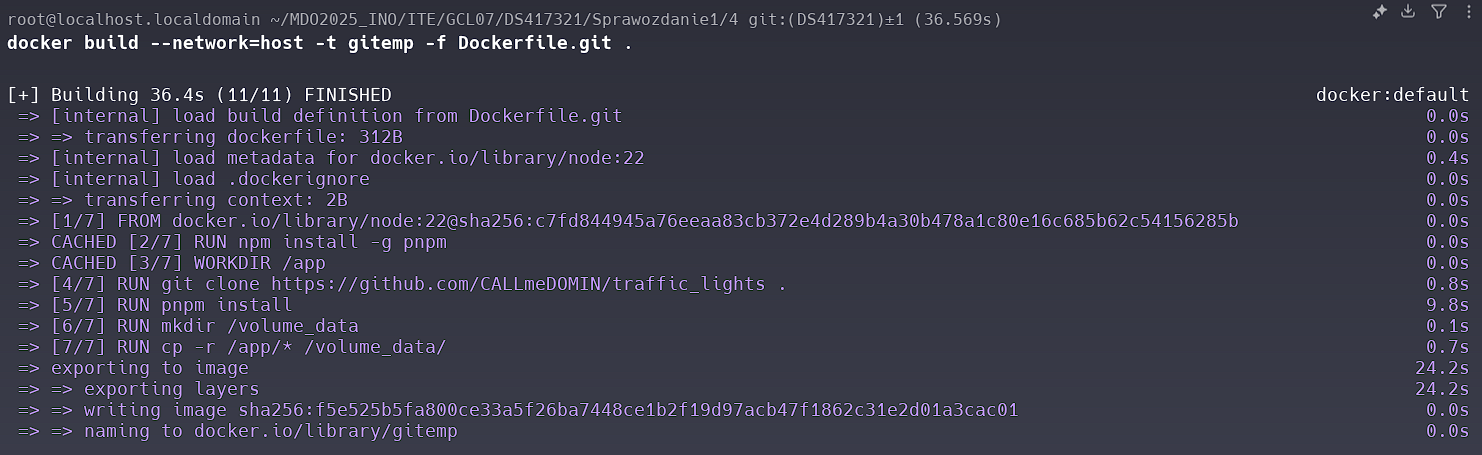 root@localhost.localdomain ~/MDO2025_INO/ITE/GCL07/DS417321/Sprawozdanie1/4 git:(DS417321)±1 (36.569s)
docker build --network=host -t gitemp -f Dockerfile.git .
[+] Building 36.4s (11/11) FINISHED docker:default
=> [internal] load build definition from Dockerfile.git 0.0s
=> => transferring dockerfile: 312B 0.0s
=> [internal] load metadata for docker.io/library/node:22 0.4s
=> [internal] load .dockerignore 0.0s
=> => transferring context: 2B 0.0s
=> [1/7] FROM docker.io/library/node:22@sha256:c7fd844945a76eeaa83cb372e4d289b4a30b478a1c80e16c685b62c54156285b 0.0s
=> CACHED [2/7] RUN npm install -g pnpm 0.0s
=> CACHED [3/7] WORKDIR /app 0.0s
=> [4/7] RUN git clone https://github.com/CALLmeDOMIN/traffic_lights . 0.8s
=> [5/7] RUN pnpm install 9.8s
=> [6/7] RUN mkdir /volume_data 0.1s
=> [7/7] RUN cp -r /app/* /volume_data/ 0.7s
=> exporting to image 24.2s
=> => exporting layers 24.2s
=> => writing image sha256:f5e525b5fa800ce33a5f26ba7448ce1b2f19d97acb47f1862c31e2d01a3cac01 0.0s
=> => naming to docker.io/library/gitemp 0.0s